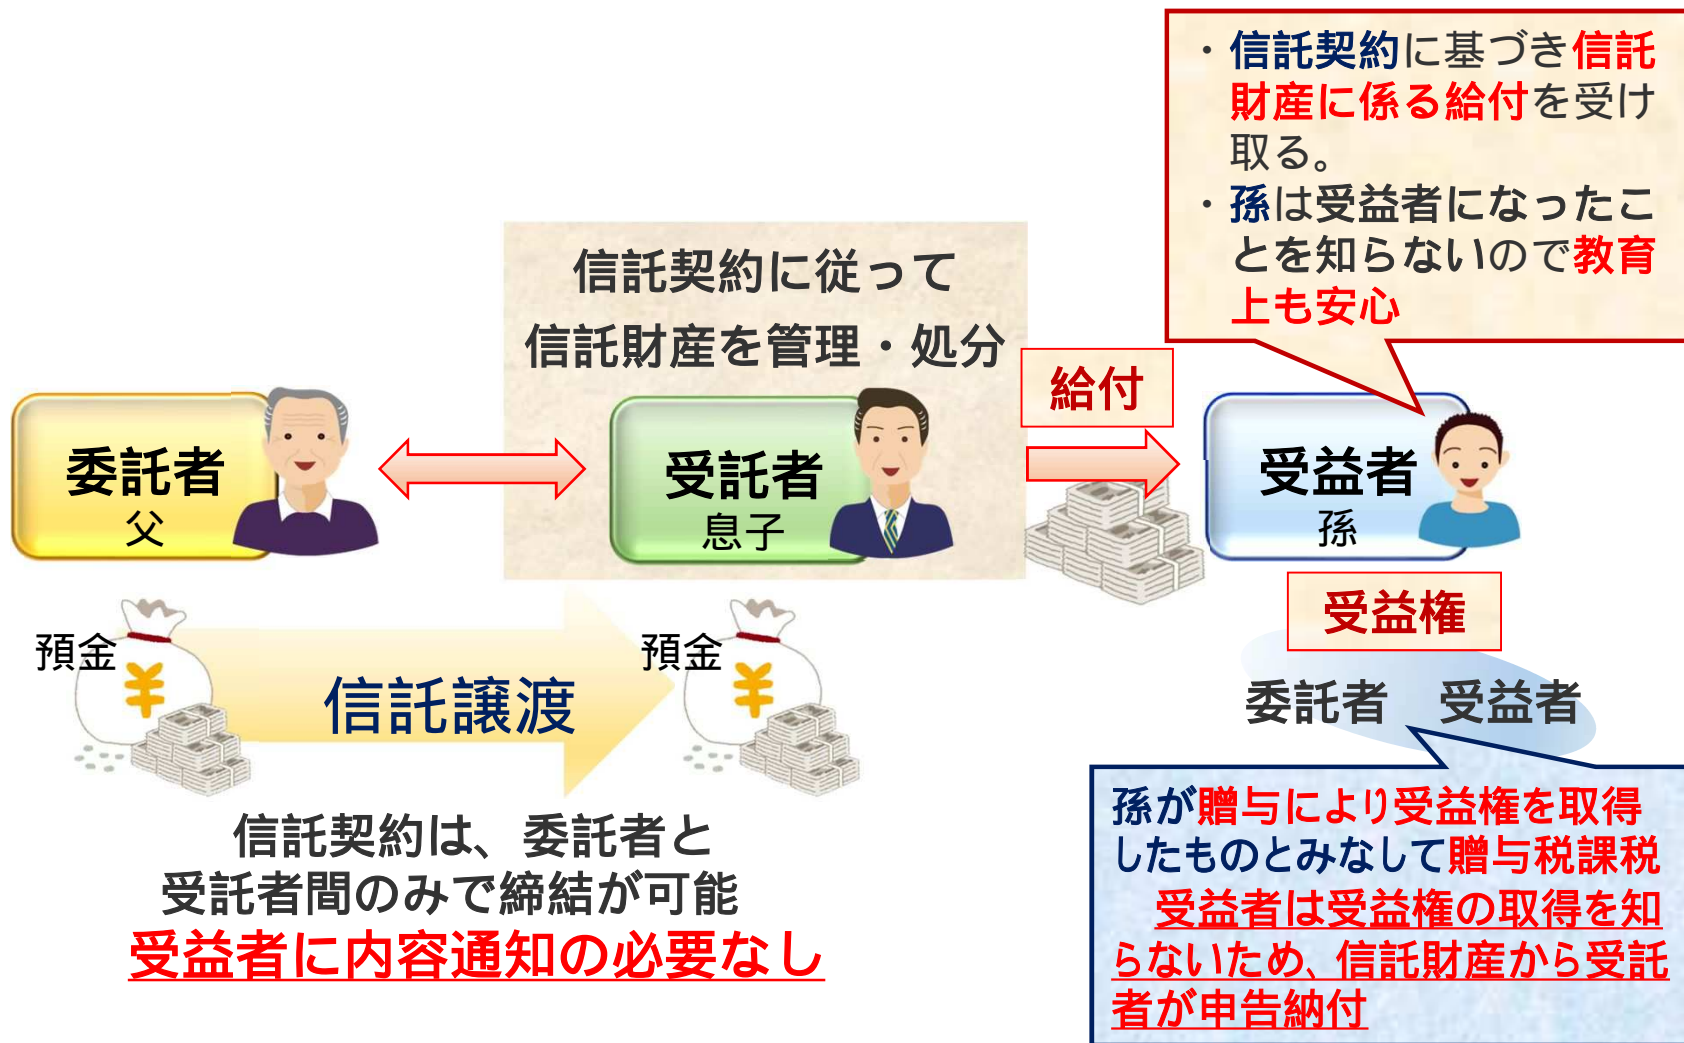 ・信託契約に基づき信託
財産に係る給付を受け
取る。
・孫は受益者になったこ
とを知らないので教育
上も安心
信託契約に従って
信託財産を管理・処分
給付
委託者
父
受託者
息子
受益者
孫
受益権
預金
信託譲渡
預金
委託者 受益者
信託契約は、委託者と
受託者間のみで締結が可能
受益者に内容通知の必要なし
孫が贈与により受益権を取得
したものとみなして贈与税課税
受益者は受益権の取得を知
らないため、信託財産から受託
者が申告納付